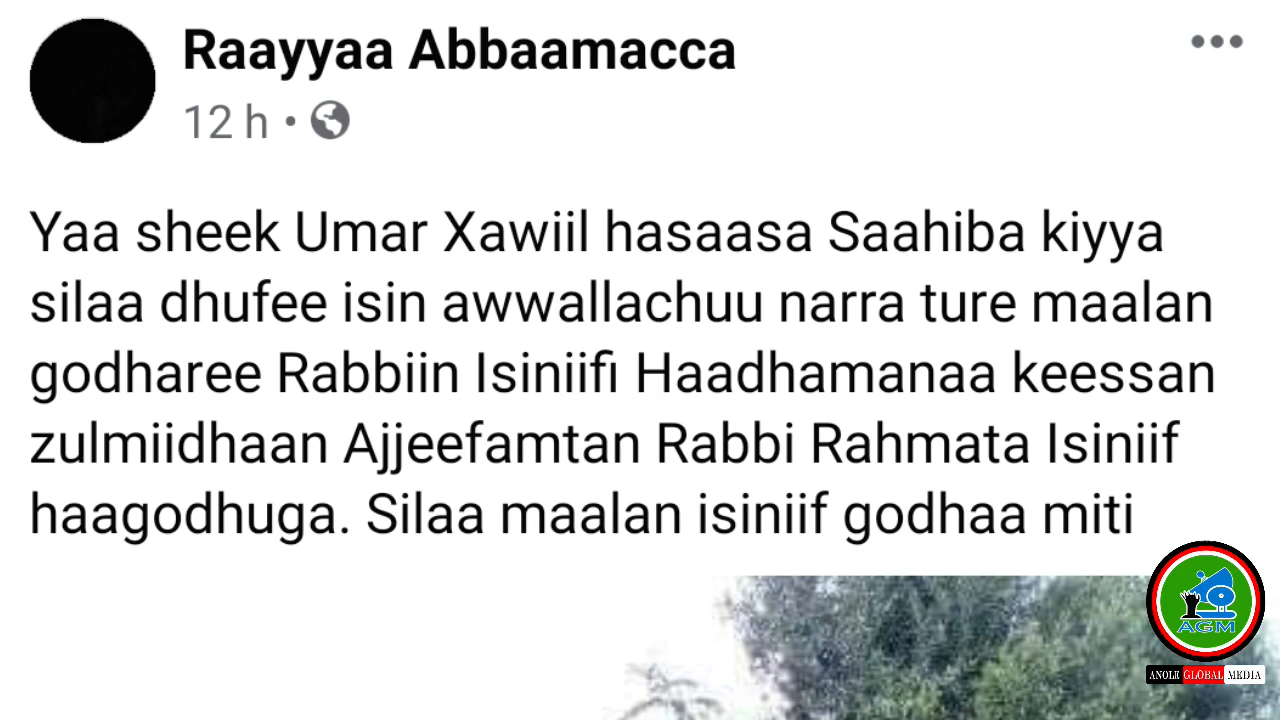 Raayyaa Abbaamacca
12 h •
Yaa sheek Umar Xawiil hasaasa Saahiba kiyya
silaa dhufee isin awwallachuu narra ture maalan
godharee Rabbiin Isiniifi Haadhamanaa keessan
zulmiidhaan Ajjeefamtan Rabbi Rahmata Isiniif
haagodhuga. Silaa maalan isiniif godhaa miti
AGM
ANOLE GLOBAL MEDIA